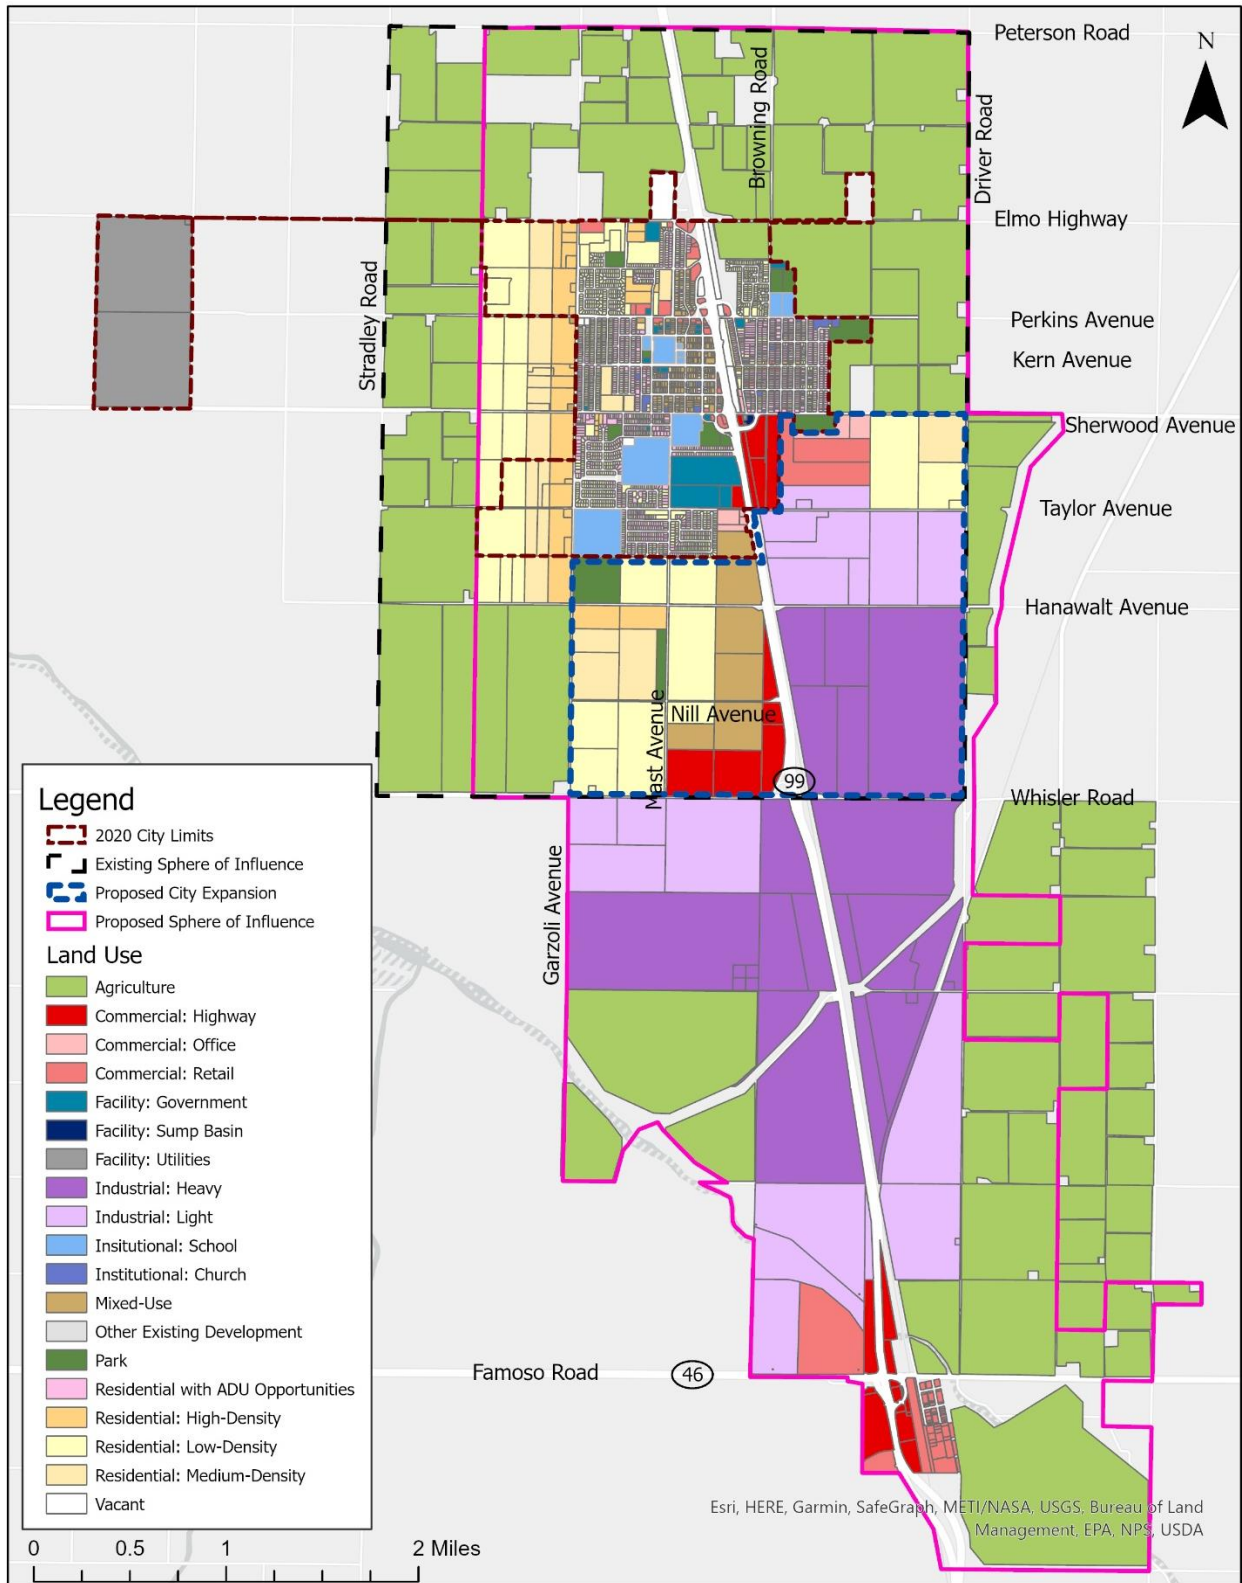 Peterson Road
N
Browning Road
Driver Road
Elmo Highway
Stradley Road
Perkins Avenue
Kern Avenue
Sherwood Avenue
Taylor Avenue
Hanawalt Avenue
Mast Avenue
Nill Avenue
99
Whisler Road
Garzoli Avenue
Legend
2020 City Limits
Existing Sphere of Influence
Proposed City Expansion
Proposed Sphere of Influence
Land Use
Agriculture
Commercial: Highway
Commercial: Office
Commercial: Retail
Facility: Government
Facility: Sump Basin
Facility: Utilities
Industrial: Heavy
Industrial: Light
Insitutional: School
Institutional: Church
Mixed-Use
Other Existing Development
Park
Residential with ADU Opportunities
Residential: High-Density
Residential: Low-Density
Residential: Medium-Density
Vacant
Famoso Road
46
Esri, HERE, Garmin, SafeGraph, METI/NASA, USGS, Bureau of Land
Management, EPA, NPS, USDA
0 0.5 1 2 Miles